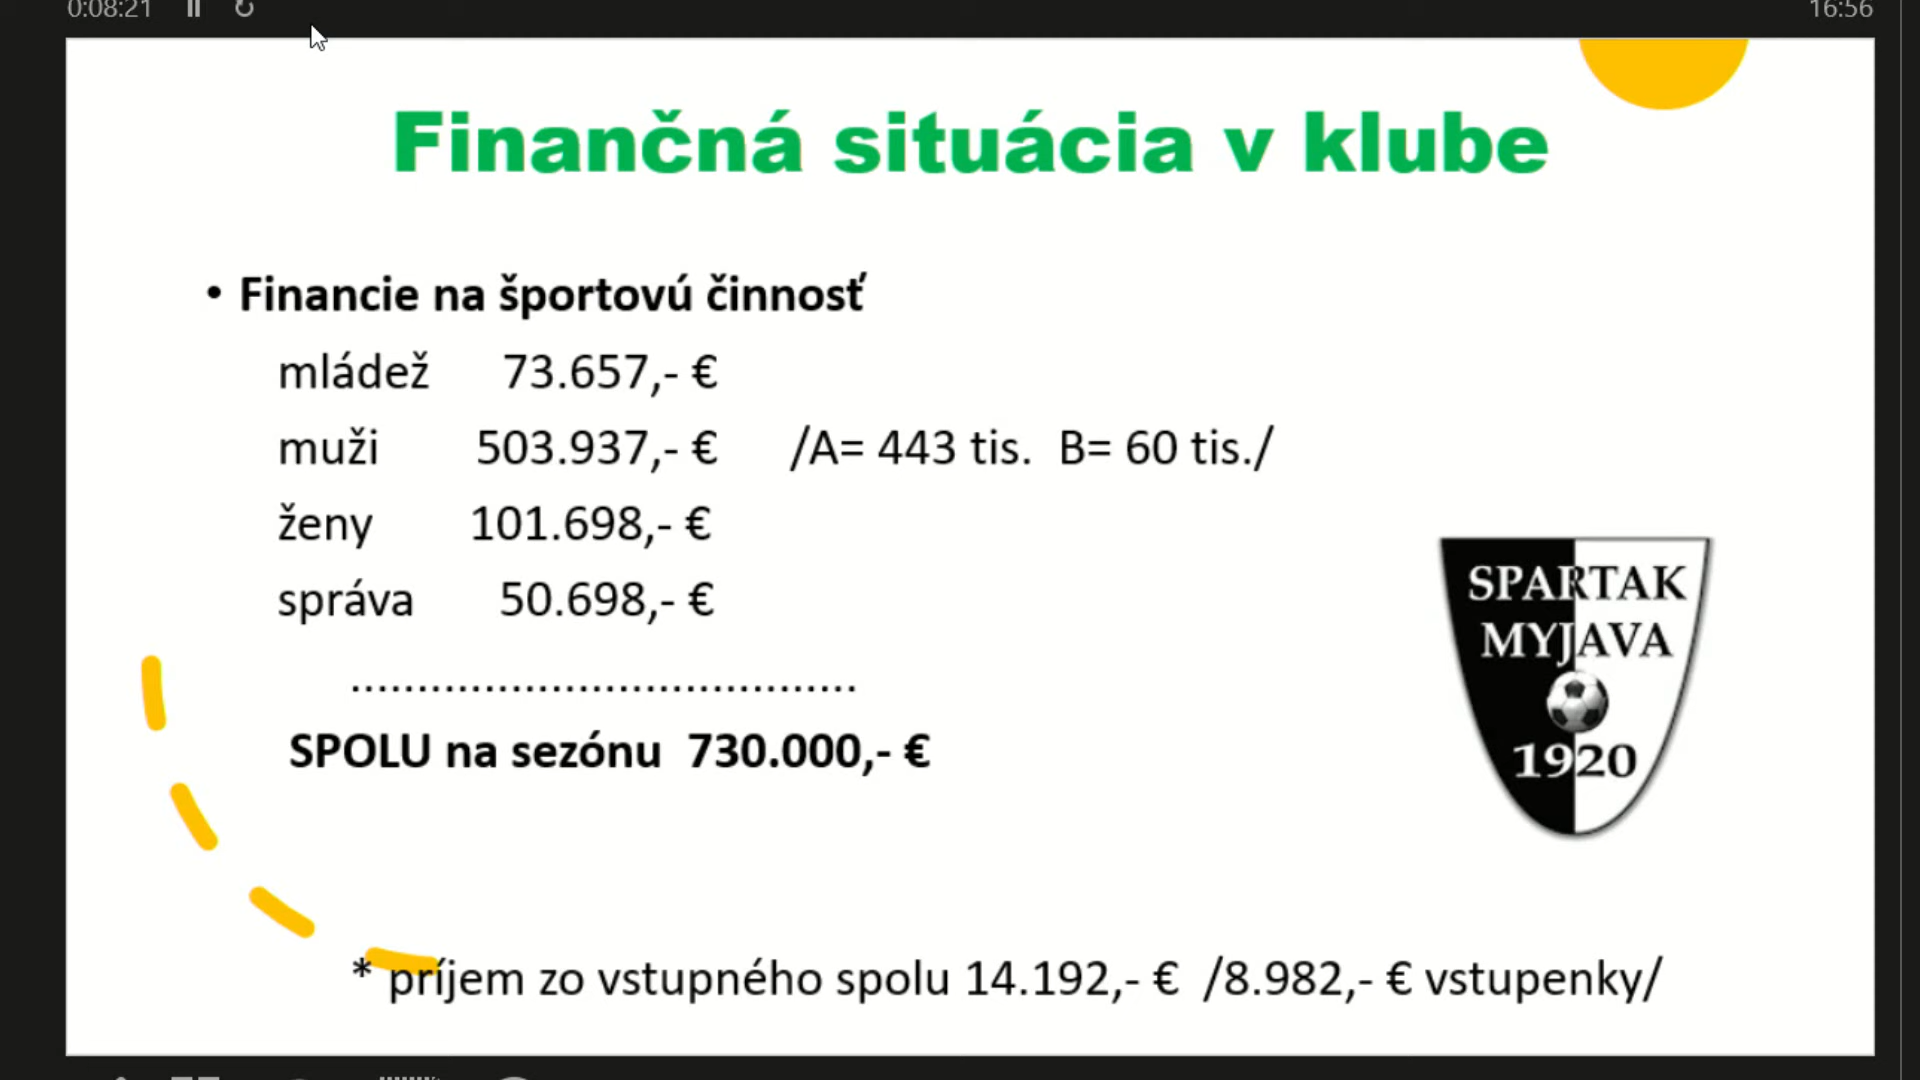 0:08:21
16:56
Finančná situácia v klube
• Financie na športovú činnosť
mládež 73.657,- €
muži 503.937,- € /A= 443 tis. B= 60 tis./
ženy 101.698,- €
správa 50.698,- €
......................................
SPOLU na sezónu 730.000,- €
SPARTAK
MYJAVA
1920
* príjem zo vstupného spolu 14.192,- € /8.982,- € vstupenky/